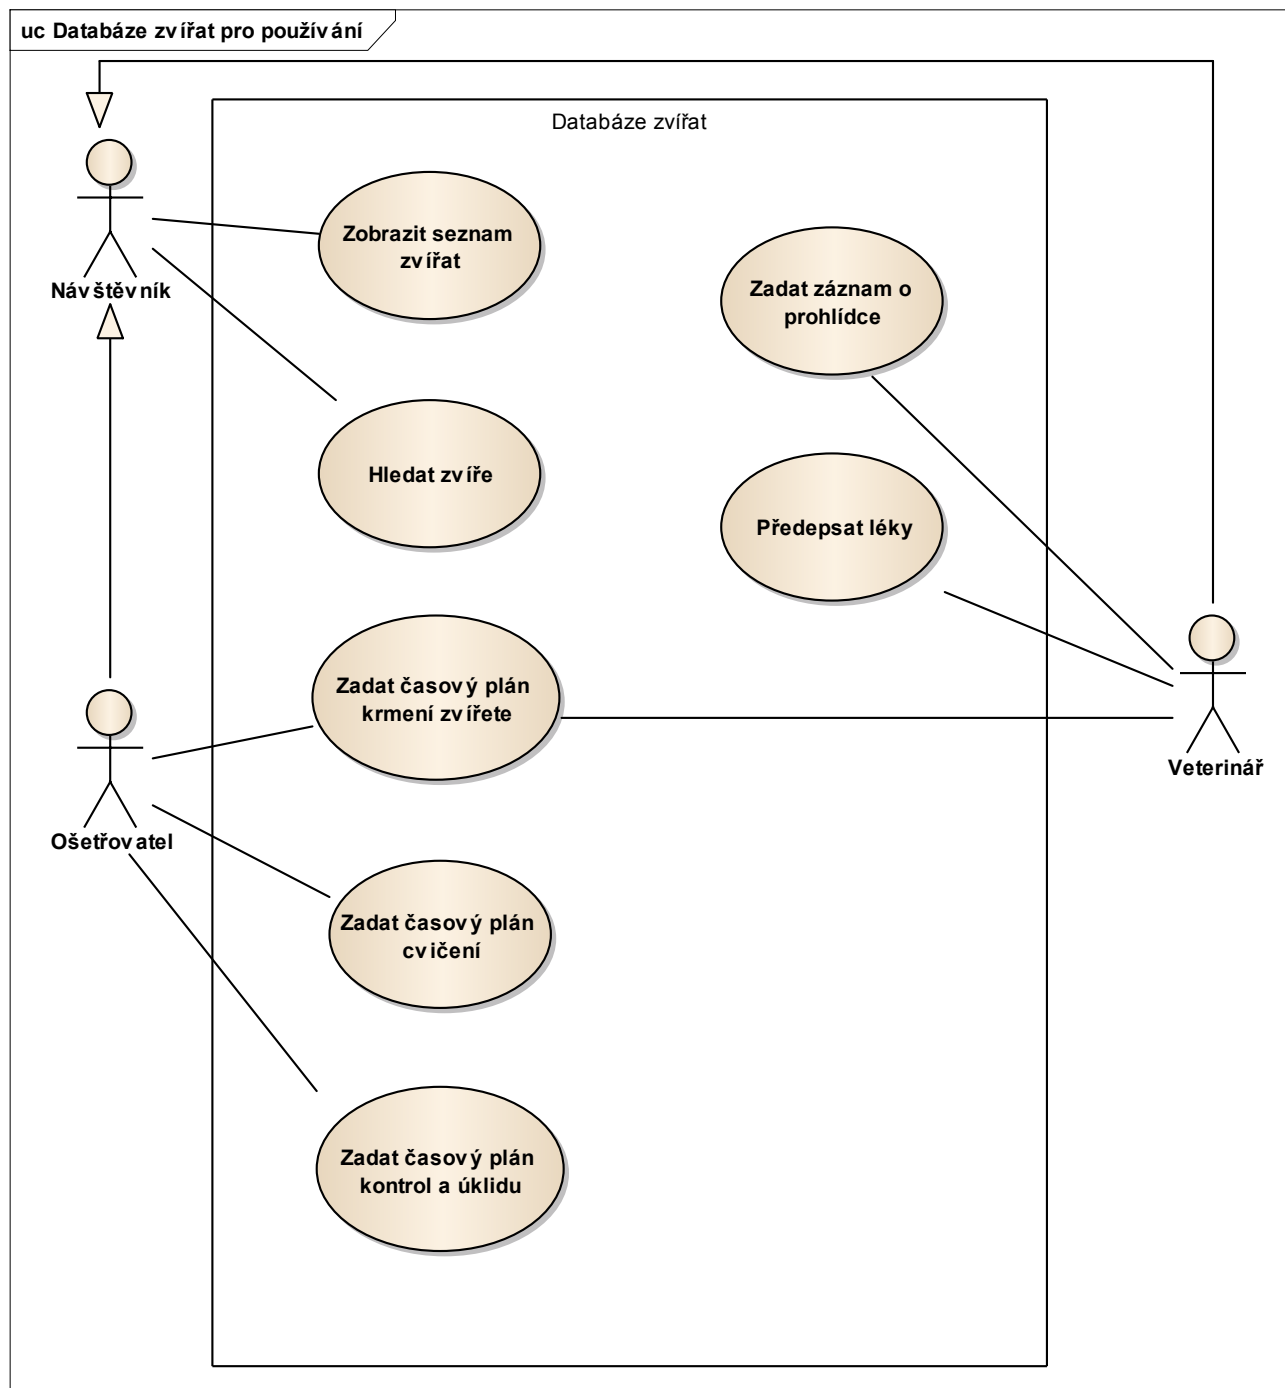 uc Databáze zvířat pro používání
Databáze zvířat
Zobrazit seznam
zvířat
Zadat záznam o
prohlídce
Návštěvník
Hledat zvíře
Předepsat léky
Zadat časový plán
krmení zvířete
Veterinář
Ošetřovatel
Zadat časový plán
cvičení
Zadat časový plán
kontrol a úklidu